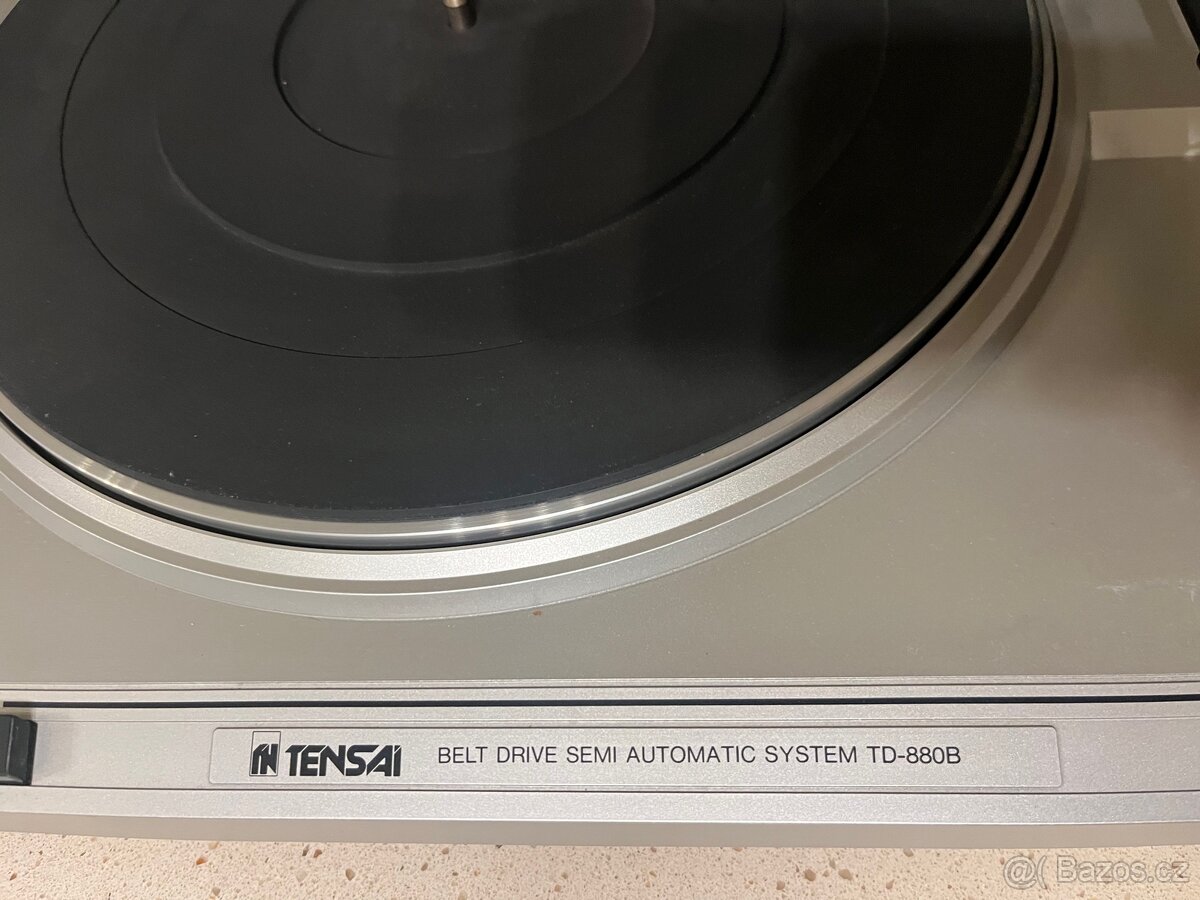 TENSAI BELT DRIVE SEMI AUTOMATIC SYSTEM TD-880B
@( Bazos.cz